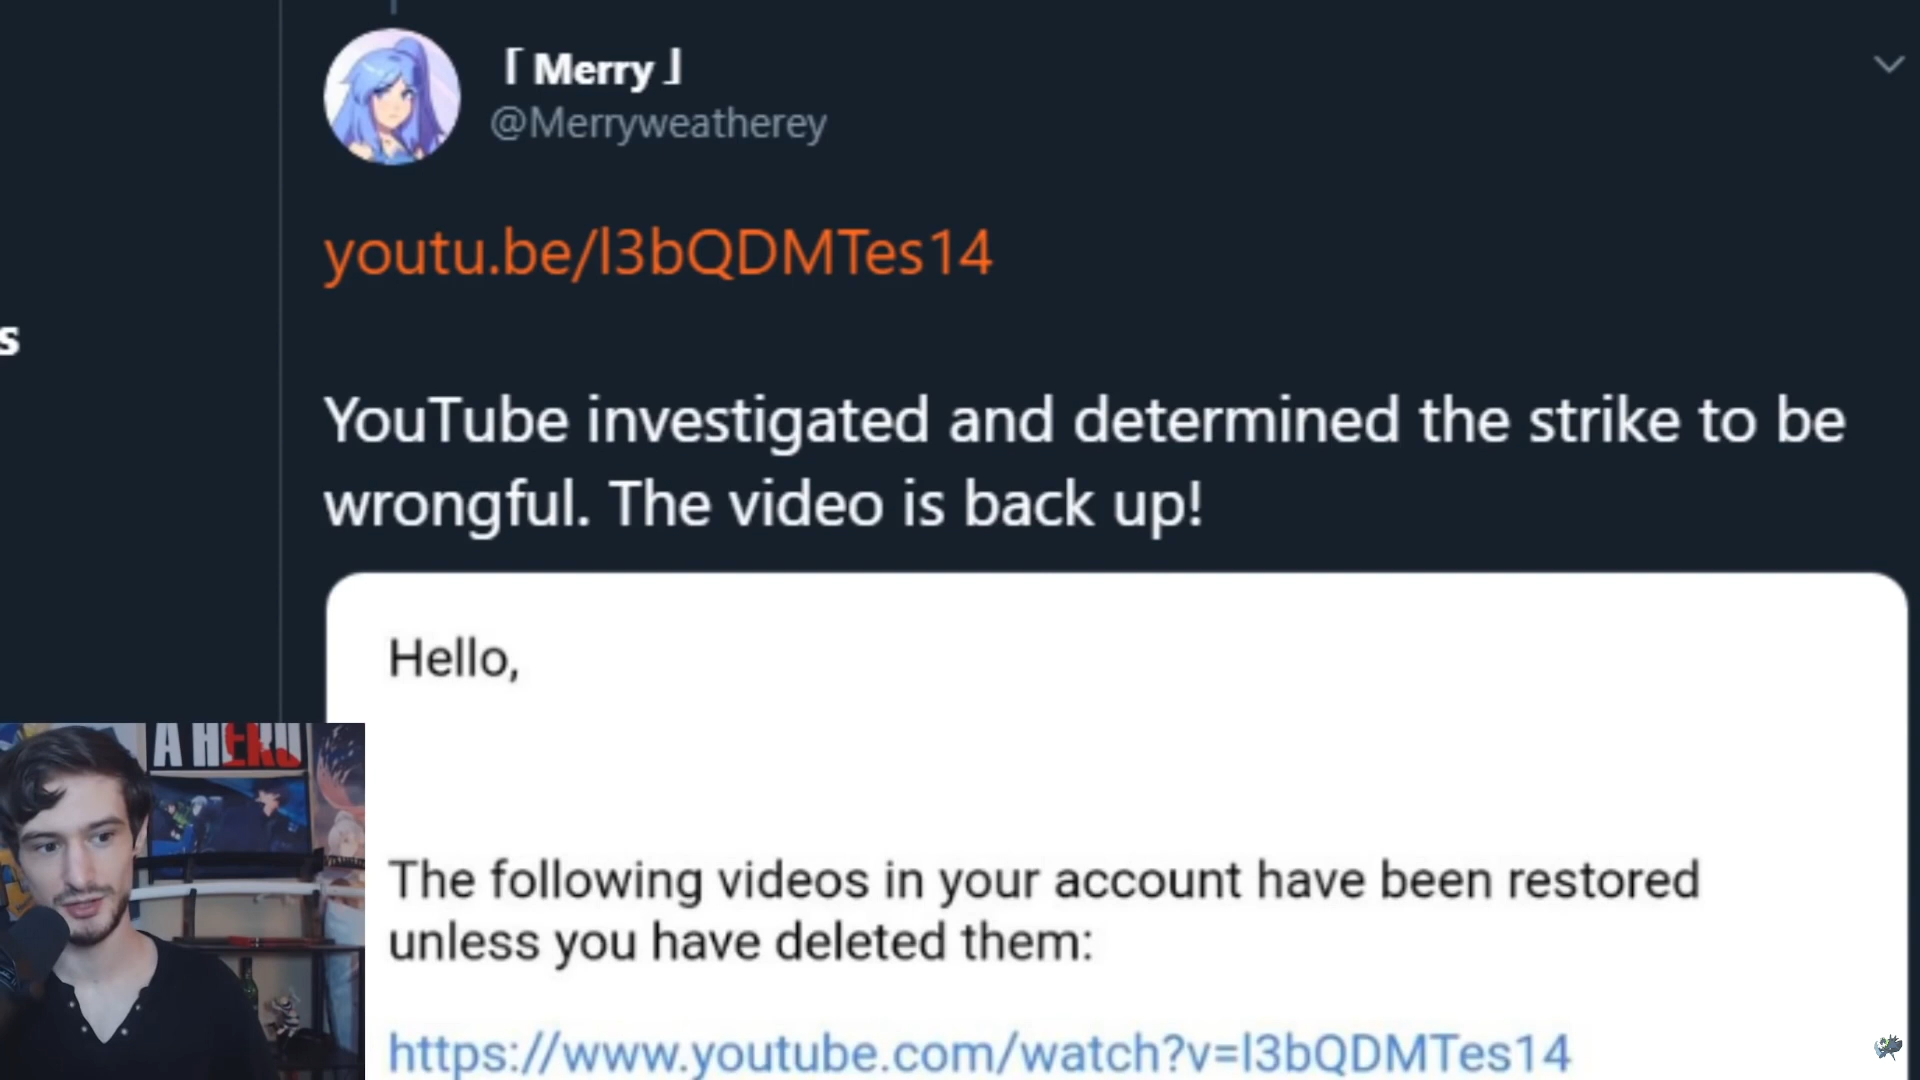 「 Merry 」
@Merryweatherey
youtu.be/l3bQDMTes14
s
YouTube investigated and determined the strike to be
wrongful. The video is back up!
Hello,
A HERO
The following videos in your account have been restored
unless you have deleted them:
https://www.youtube.com/watch?v=l3bQDMTes14